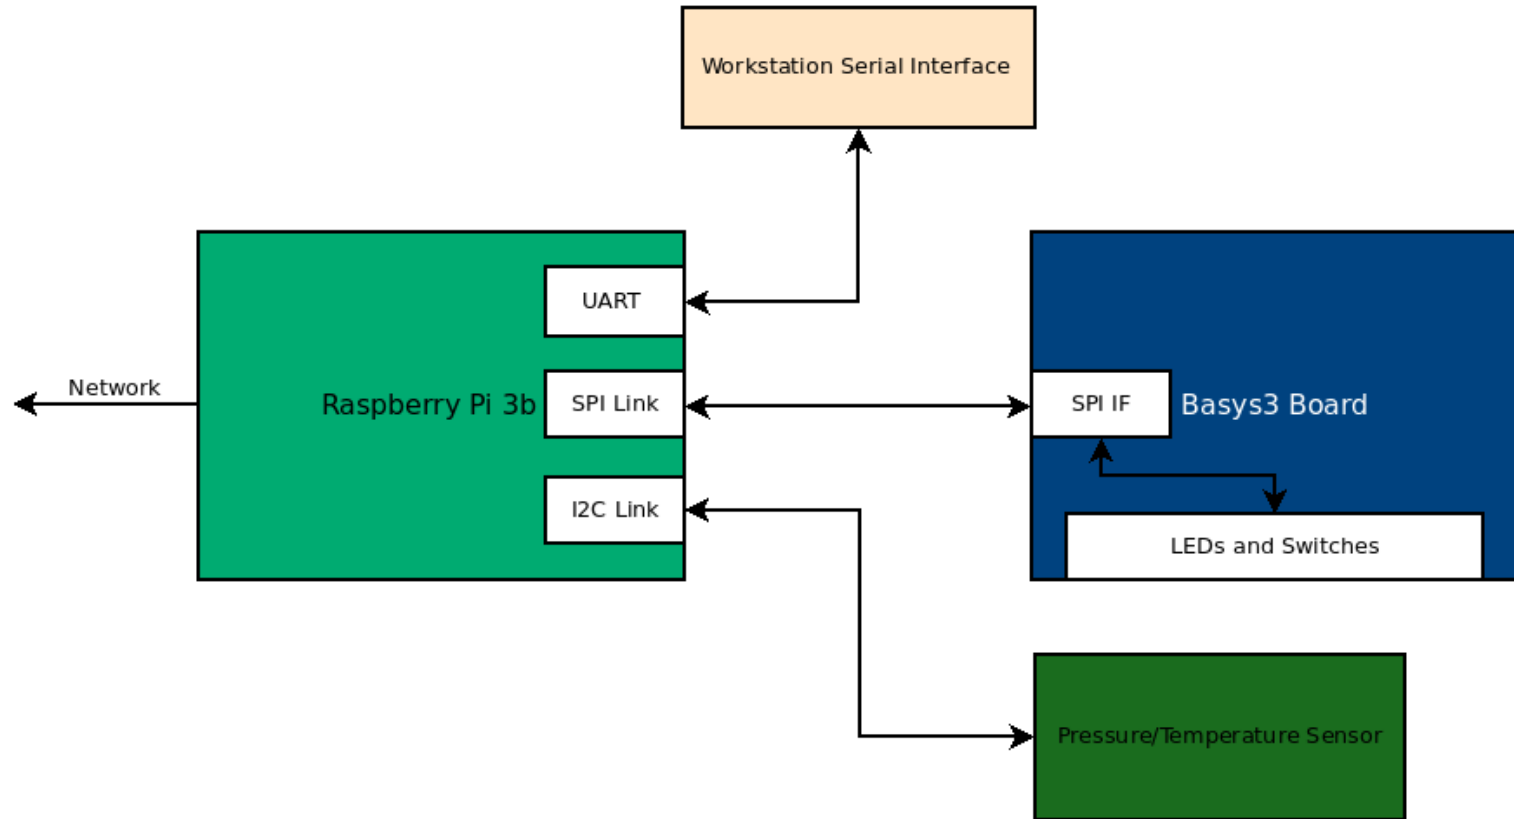 Workstation Serial Interface
UART
Network
Raspberry Pi 3b
SPI Link
SPI IF
Basys3 Board
I2C Link
LEDs and Switches
Pressure/Temperature Sensor